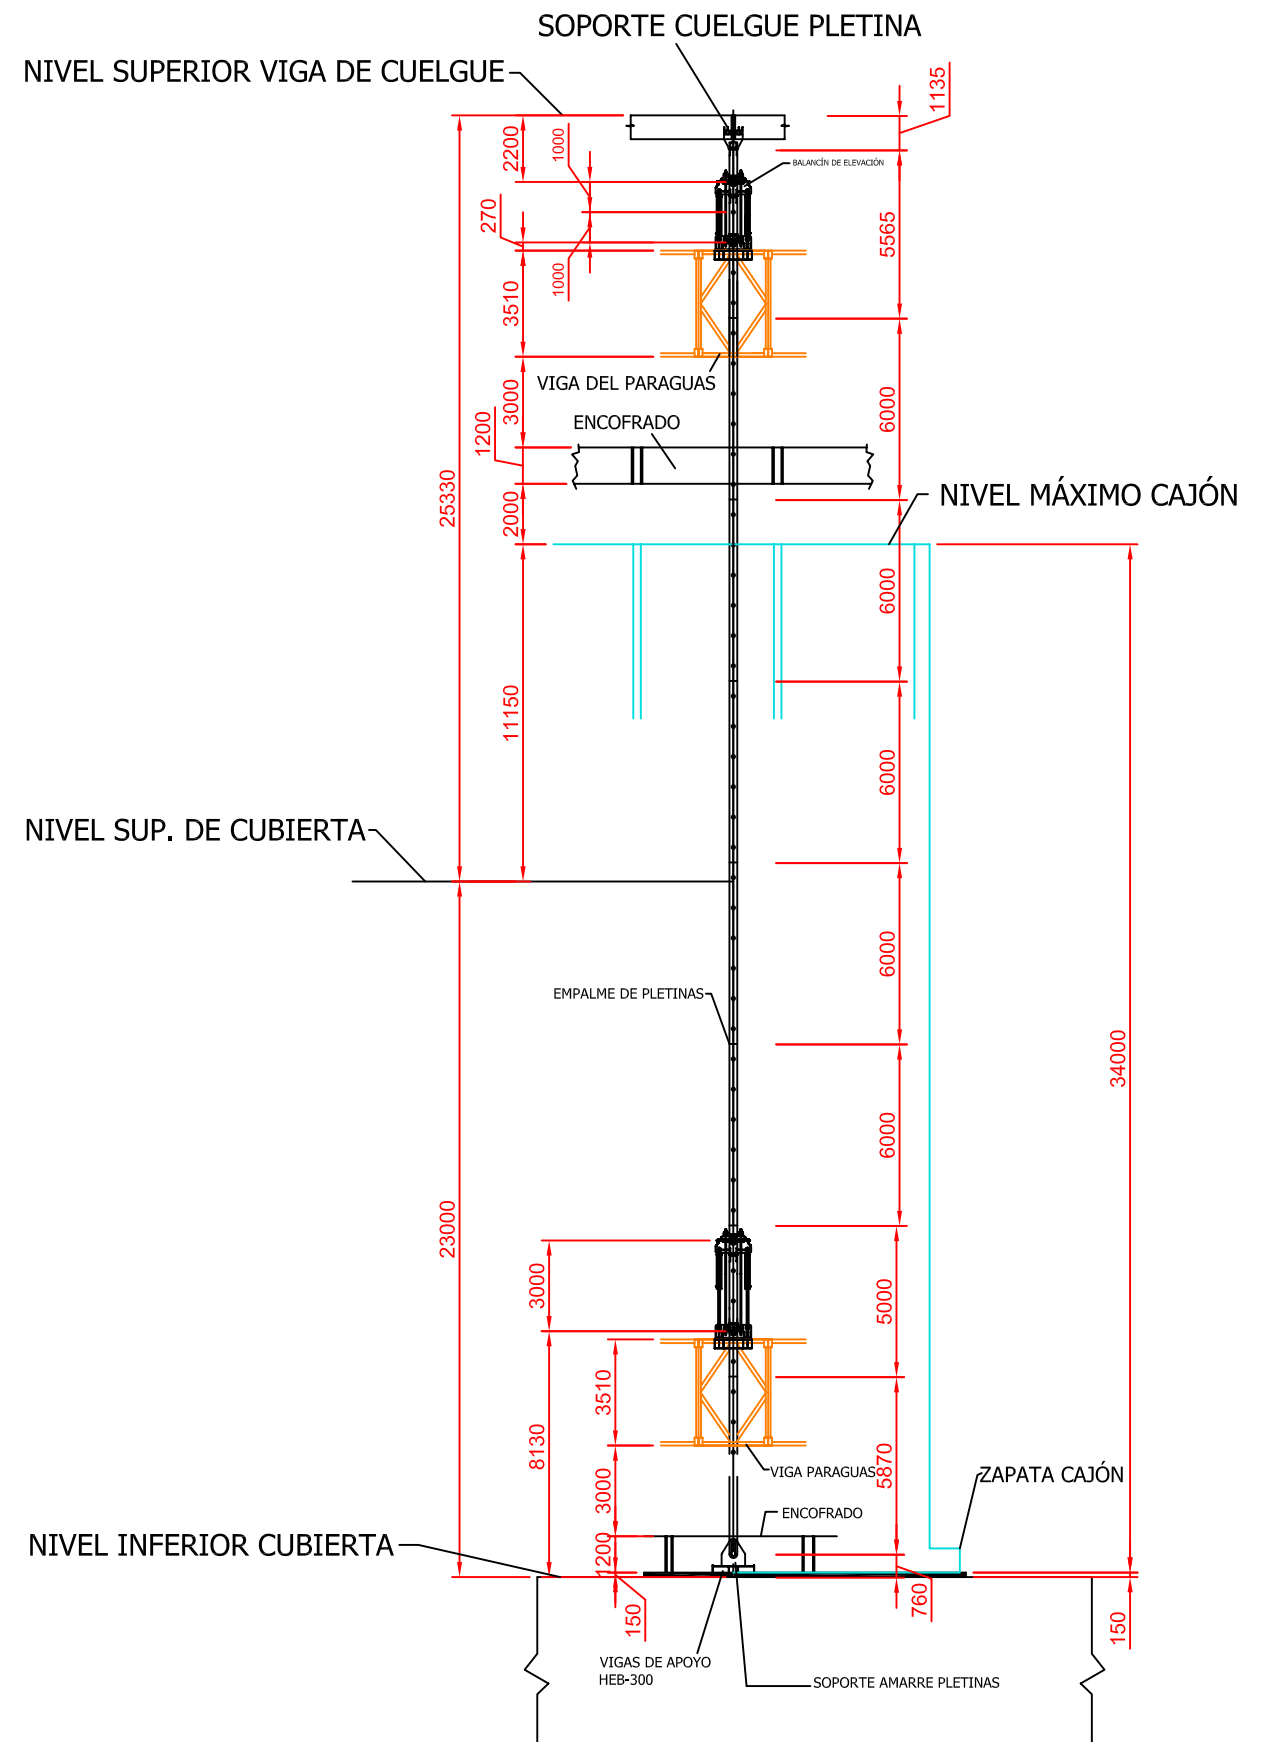 SOPORTE CUELGUE PLETINA
NIVEL SUPERIOR VIGA DE CUELGUE
1135
2200
1000
BALANCÍN DE ELEVACIÓN
270
5565
1000
3510
VIGA DEL PARAGUAS
3000
6000
ENCOFRADO
1200
25330
2000
NIVEL MÁXIMO CAJÓN
6000
11150
6000
NIVEL SUP. DE CUBIERTA
6000
EMPALME DE PLETINAS
34000
6000
23000
3000
5000
3510
8130
5870
VIGA PARAGUAS
ZAPATA CAJÓN
3000
ENCOFRADO
NIVEL INFERIOR CUBIERTA
1200
760
150
150
VIGAS DE APOYO
HEB-300
SOPORTE AMARRE PLETINAS